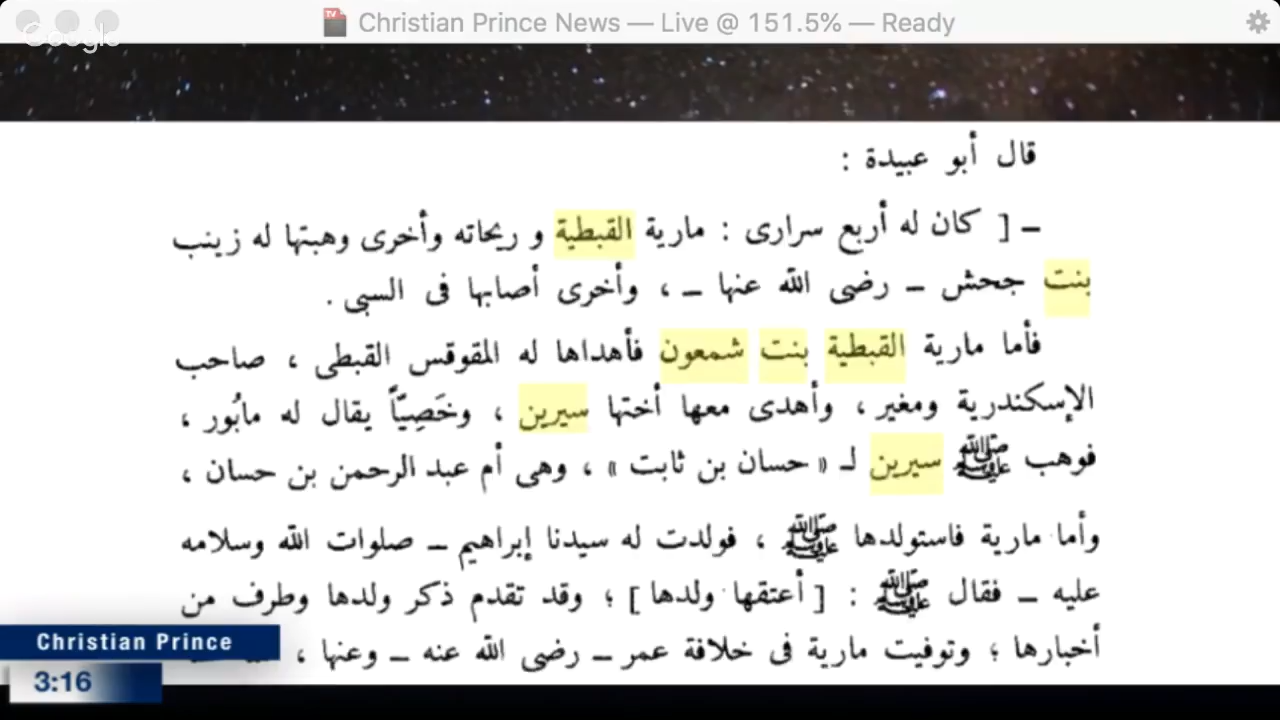 Christian Prince News — Live @ 151.5% — Ready
Google
قال أبو عبيدة :
– [ كان له أربع سرارى : مارية القبطية و ريحانه وأخرى وهبتها له زينب
بنت جحش – رضى الله عنها – ، وأخرى أصابها فى السبى .
فأما مارية القبطية بنت شمعون فأهداها له المقوقس القبطى ، صاحب
الإسكندرية ومغير ، وأهدى معها أختها سيرين ، وخَصِيّاً يقال له مابُور ،
فوهب ﷺ سيرين لـ « حسان بن ثابت » ، وهى أم عبد الرحمن بن حسان ،
وأما مارية فاستولدها ﷺ ، فولدت له سيدنا إبراهيم – صلوات الله وسلامه
عليه – فقال ﷺ : [ أعتقها ولدها ] ؛ وقد تقدم ذكر ولدها وطرف من
أخبارها ؛ وتوفيت مارية فى خلافة عمر – رضى الله عنه – وعنها ،
Christian Prince
3:16